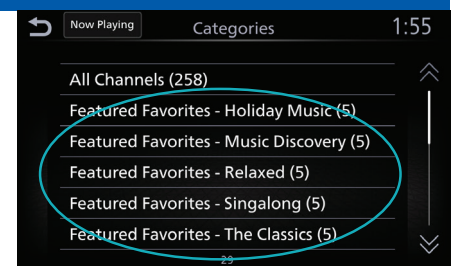 Now Playing
Categories
1:55
All Channels (258)
Featured Favorites - Holiday Music (5)
Featured Favorites - Music Discovery (5)
Featured Favorites - Relaxed (5)
Featured Favorites - Singalong (5)
Featured Favorites - The Classics (5)
29